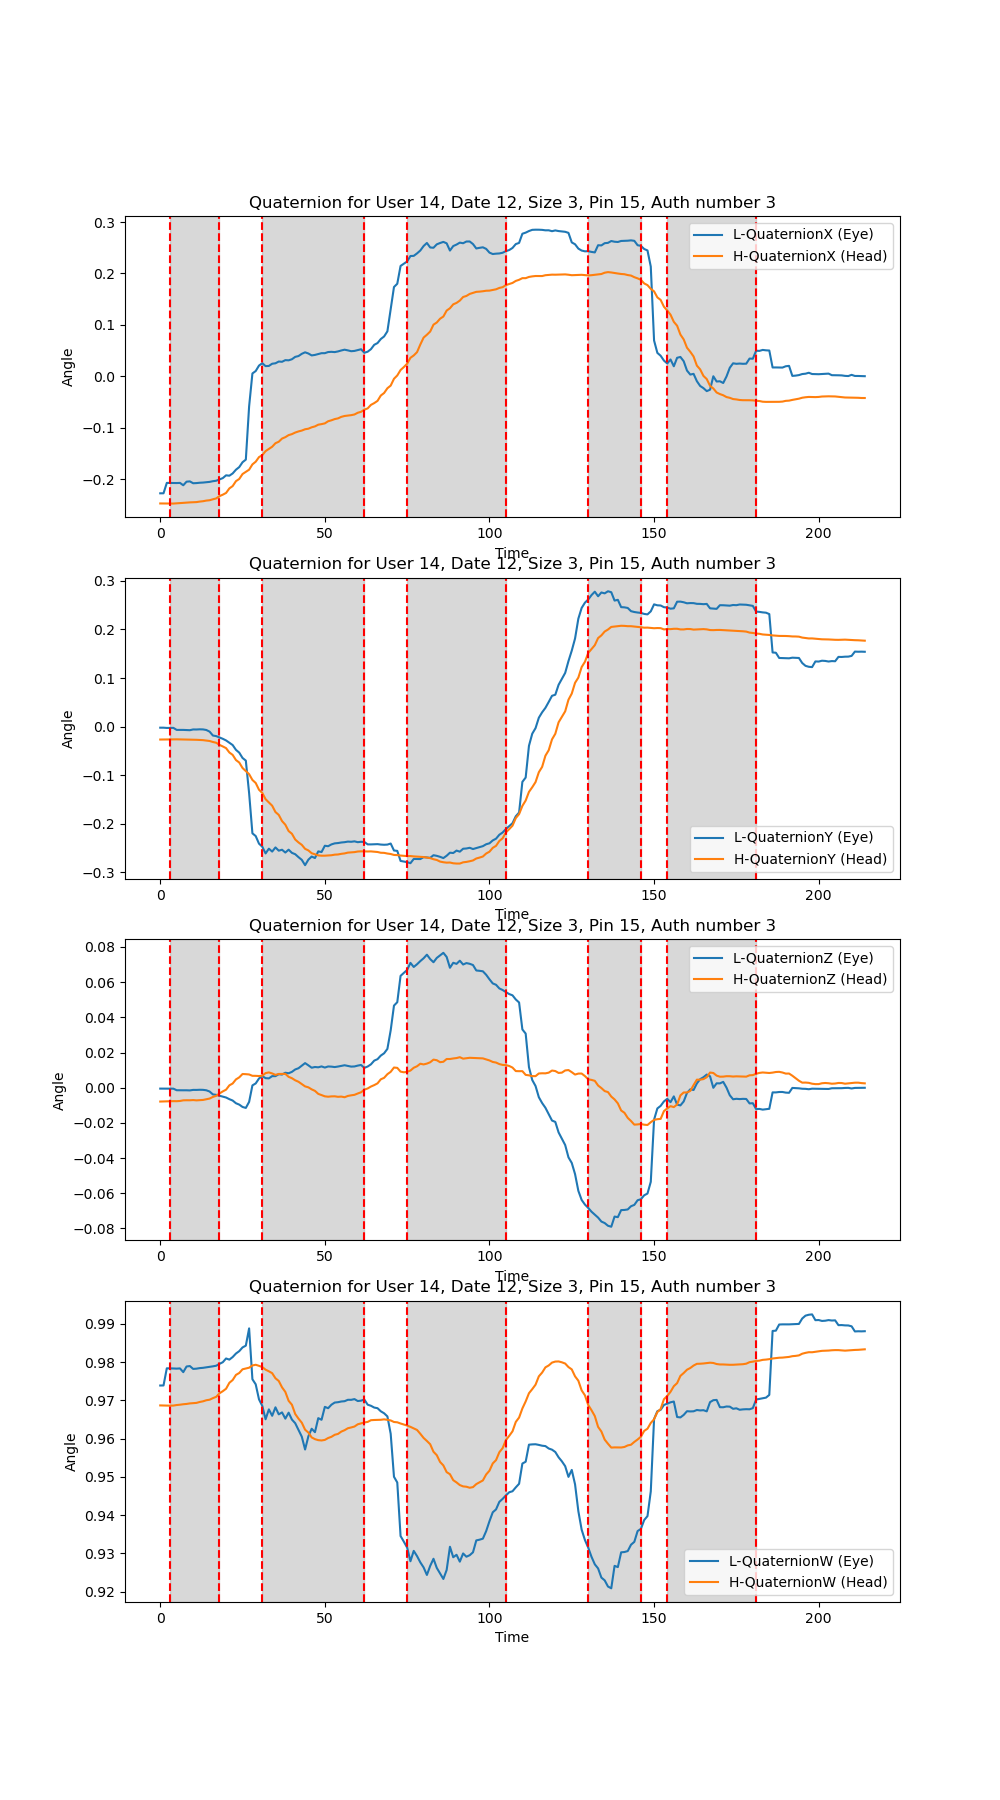 Quaternion for User 14, Date 12, Size 3, Pin 15, Auth number 3
L-QuaternionX (Eye)
H-QuaternionX (Head)
0.3
0.2
0.1
0.0
−0.1
−0.2
Angle
0 50 100 150 200
Time
Quaternion for User 14, Date 12, Size 3, Pin 15, Auth number 3
0.3
0.2
0.1
0.0
−0.1
−0.2
−0.3
Angle
L-QuaternionY (Eye)
H-QuaternionY (Head)
0 50 100 150 200
Time
Quaternion for User 14, Date 12, Size 3, Pin 15, Auth number 3
L-QuaternionZ (Eye)
H-QuaternionZ (Head)
0.08
0.06
0.04
0.02
0.00
−0.02
−0.04
−0.06
−0.08
Angle
0 50 100 150 200
Time
Quaternion for User 14, Date 12, Size 3, Pin 15, Auth number 3
0.99
0.98
0.97
0.96
0.95
0.94
0.93
0.92
Angle
L-QuaternionW (Eye)
H-QuaternionW (Head)
0 50 100 150 200
Time